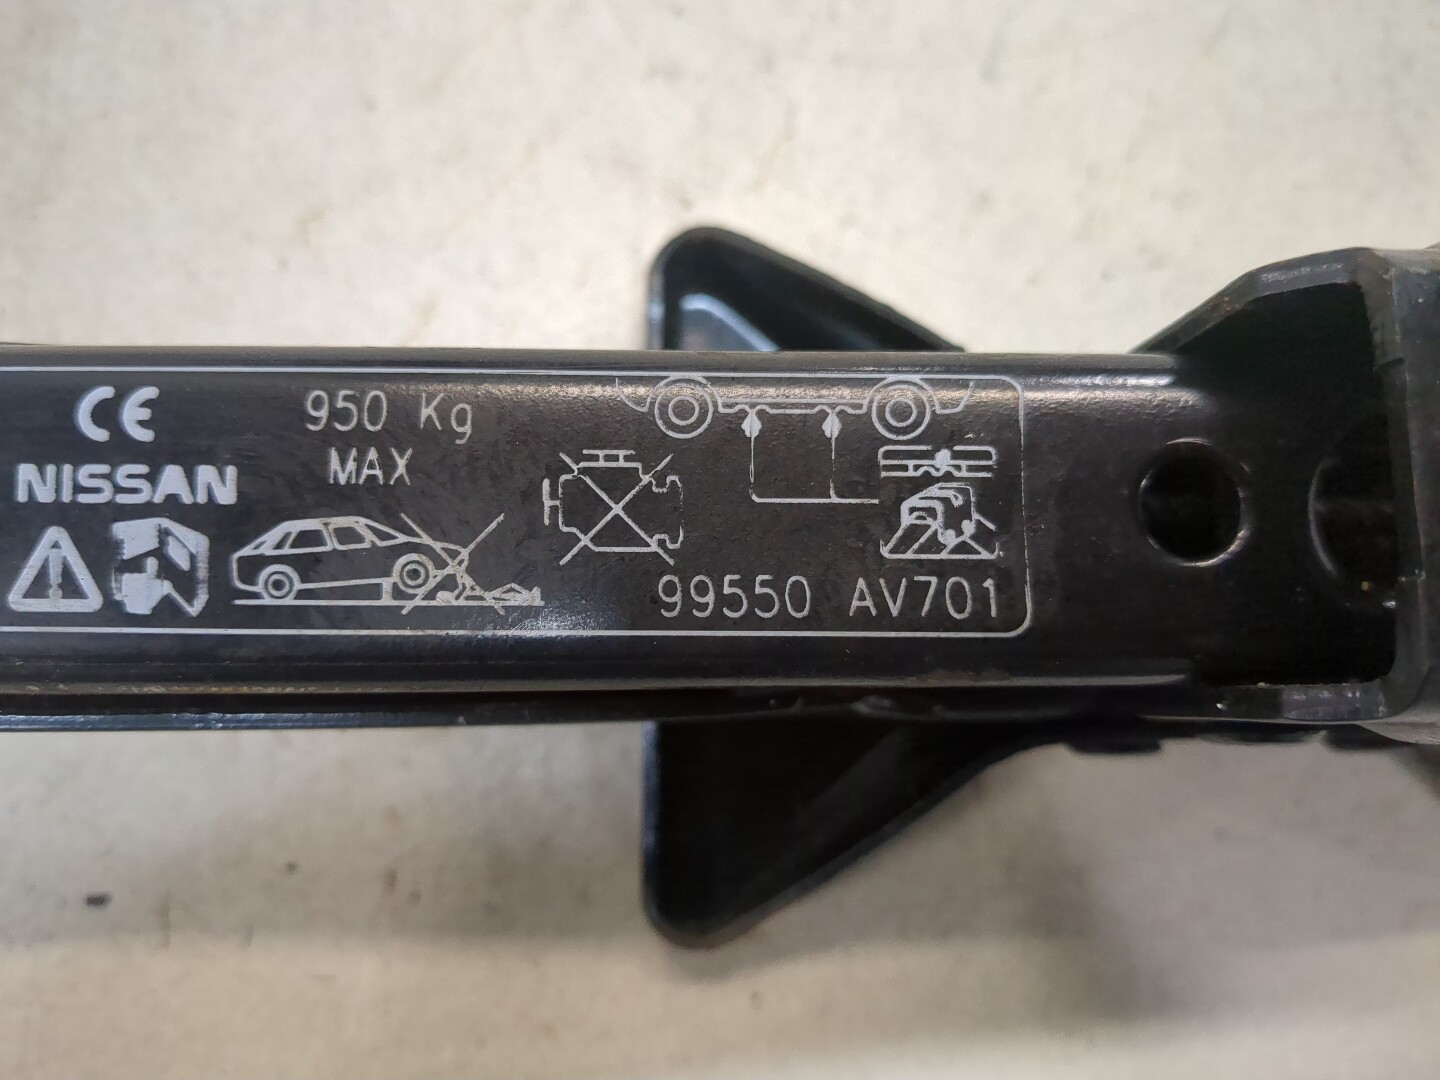 CE
950 Kg
MAX
NISSAN
99550 AV701